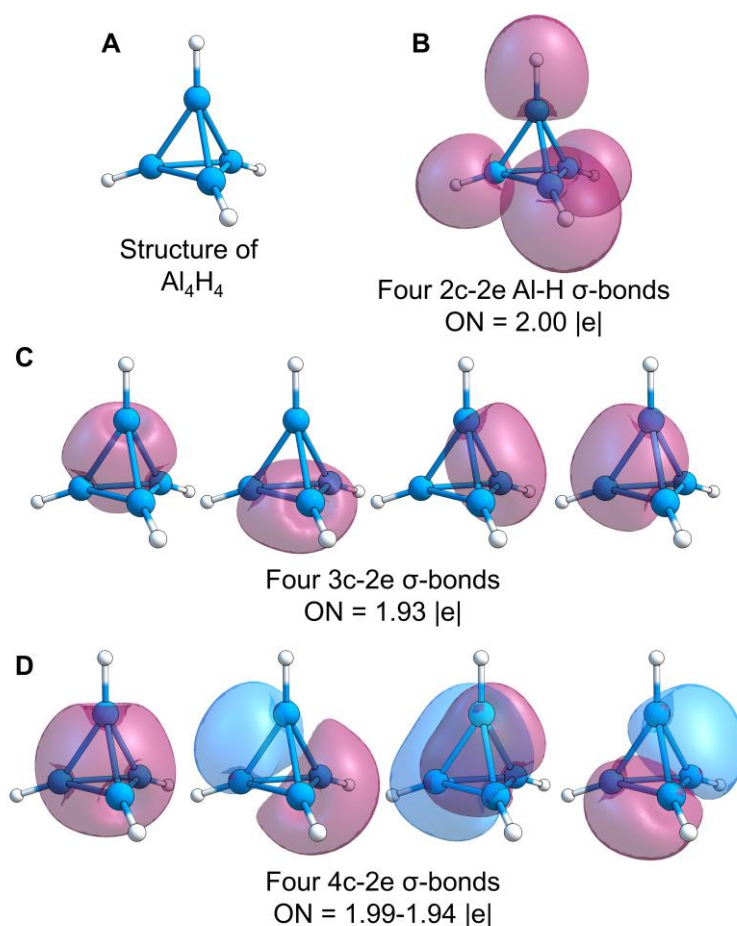 A
B
Structure of
Al₄H₄
Four 2c-2e Al-H σ-bonds
ON = 2.00 |e|
C
Four 3c-2e σ-bonds
ON = 1.93 |e|
D
Four 4c-2e σ-bonds
ON = 1.99-1.94 |e|